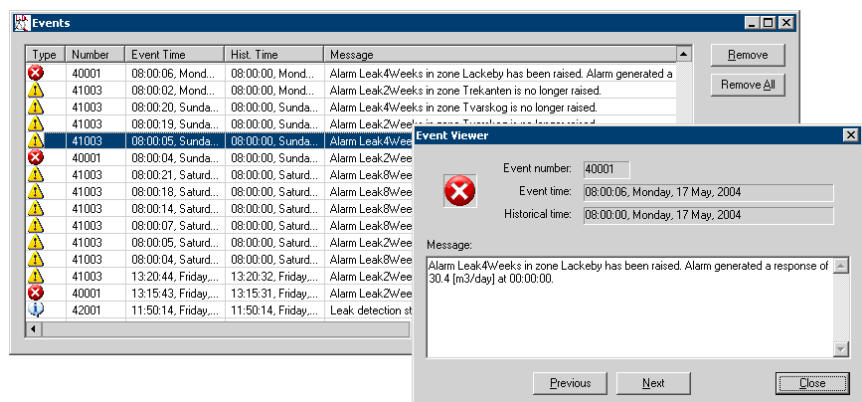 Events
Type Number Event Time Hist. Time Message
40001 08:00:06, Mond... 08:00:00, Mond... Alarm Leak4Weeks in zone Lackeby has been raised. Alarm generated a
41003 08:00:02, Mond... 08:00:00, Mond... Alarm Leak2Weeks in zone Trekanten is no longer raised.
41003 08:00:20, Sunda... 08:00:00, Sunda... Alarm Leak4Weeks in zone Tvarskog is no longer raised.
41003 08:00:19, Sunda... 08:00:00, Sunda... Alarm Leak2Weeks in zone Tvarskog is no longer raised.
41003 08:00:05, Sunda... 08:00:00, Sunda... Alarm Leak4Wee
40001 08:00:04, Sunda... 08:00:00, Sunda... Alarm Leak2Wee
41003 08:00:21, Saturd... 08:00:00, Saturd... Alarm Leak8Wee
41003 08:00:18, Saturd... 08:00:00, Saturd... Alarm Leak8Wee
41003 08:00:14, Saturd... 08:00:00, Saturd... Alarm Leak8Wee
41003 08:00:07, Saturd... 08:00:00, Saturd... Alarm Leak8Wee
41003 08:00:05, Saturd... 08:00:00, Saturd... Alarm Leak2Wee
41003 08:00:04, Saturd... 08:00:00, Saturd... Alarm Leak8Wee
41003 13:20:44, Friday,... 13:20:32, Friday,... Alarm Leak2Wee
40001 13:15:43, Friday,... 13:15:31, Friday,... Alarm Leak2Wee
42001 11:50:14, Friday,... 11:50:14, Friday,... Leak detection st
Remove
Remove All
Event Viewer
Event number: 40001
Event time: 08:00:06, Monday, 17 May, 2004
Historical time: 08:00:00, Monday, 17 May, 2004
Message:
Alarm Leak4Weeks in zone Lackeby has been raised. Alarm generated a response of
30.4 [m3/day] at 00:00:00.
Previous Next Close